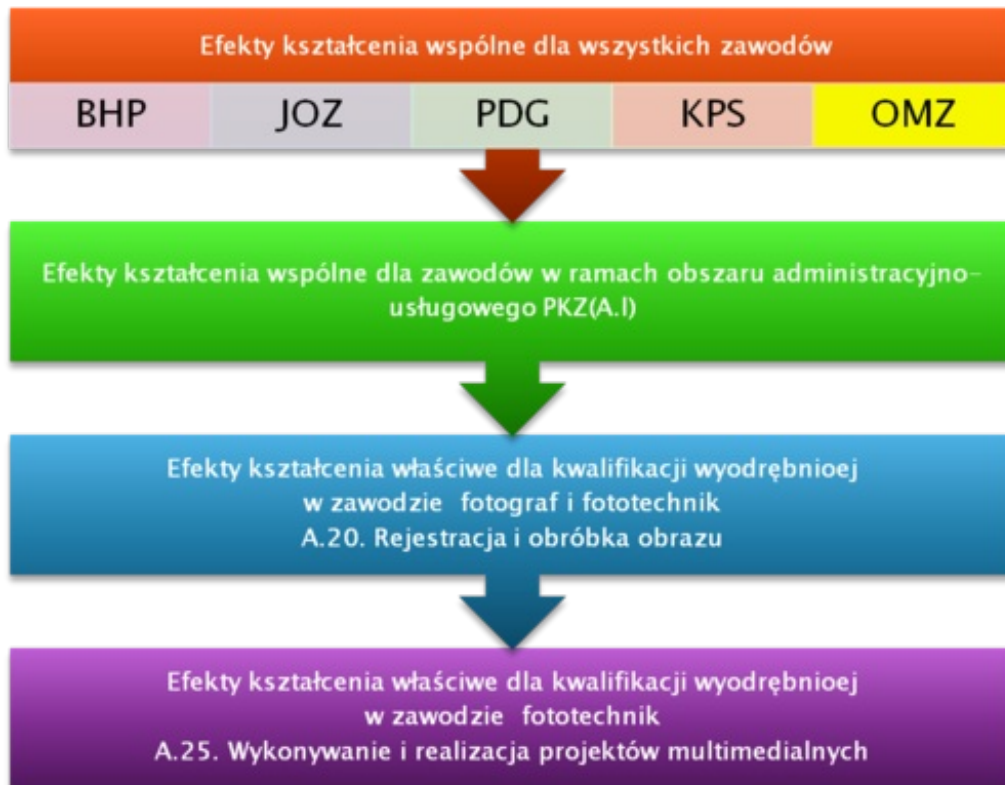 Efekty kształcenia wspólne dla wszystkich zawodów
BHP JOZ PDG KPS OMZ
Efekty kształcenia wspólne dla zawodów w ramach obszaru administracyjno-
usługowego PKZ(A.I)
Efekty kształcenia właściwe dla kwalifikacji wyodrębnioej
w zawodzie fotograf i fototechnik
A.20. Rejestracja i obróbka obrazu
Efekty kształcenia właściwe dla kwalifikacji wyodrębnioej
w zawodzie fototechnik
A.25. Wykonywanie i realizacja projektów multimedialnych